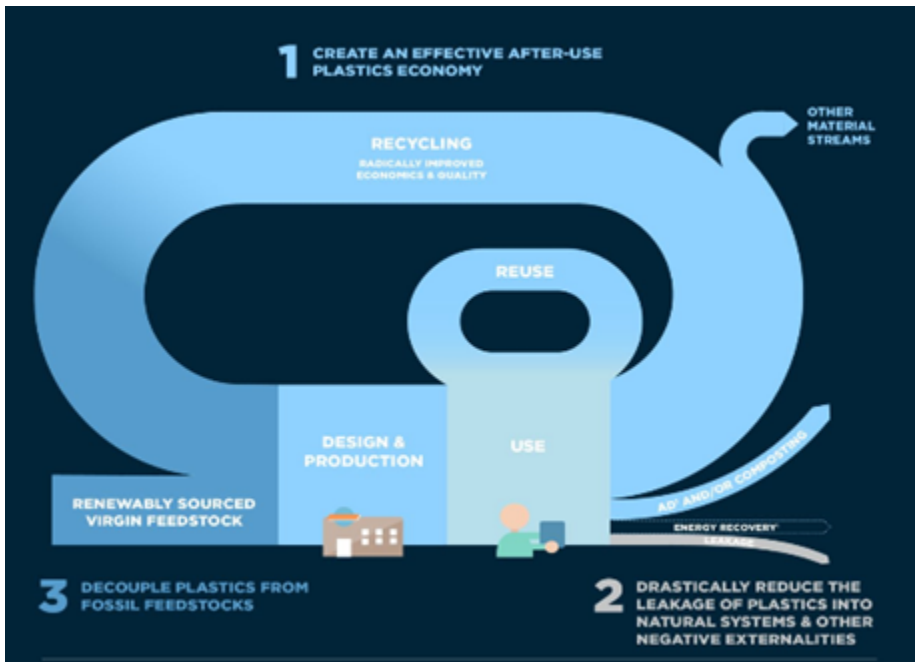 1 CREATE AN EFFECTIVE AFTER-USE
PLASTICS ECONOMY
OTHER
MATERIAL
STREAMS
RECYCLING
RADICALLY IMPROVED
ECONOMICS & QUALITY
REUSE
DESIGN &
PRODUCTION
USE
RENEWABLY SOURCED
VIRGIN FEEDSTOCK
AD¹ AND/OR COMPOSTING
ENERGY RECOVERY
LEAKAGE
3 DECOUPLE PLASTICS FROM
FOSSIL FEEDSTOCKS
2 DRASTICALLY REDUCE THE
LEAKAGE OF PLASTICS INTO
NATURAL SYSTEMS & OTHER
NEGATIVE EXTERNALITIES